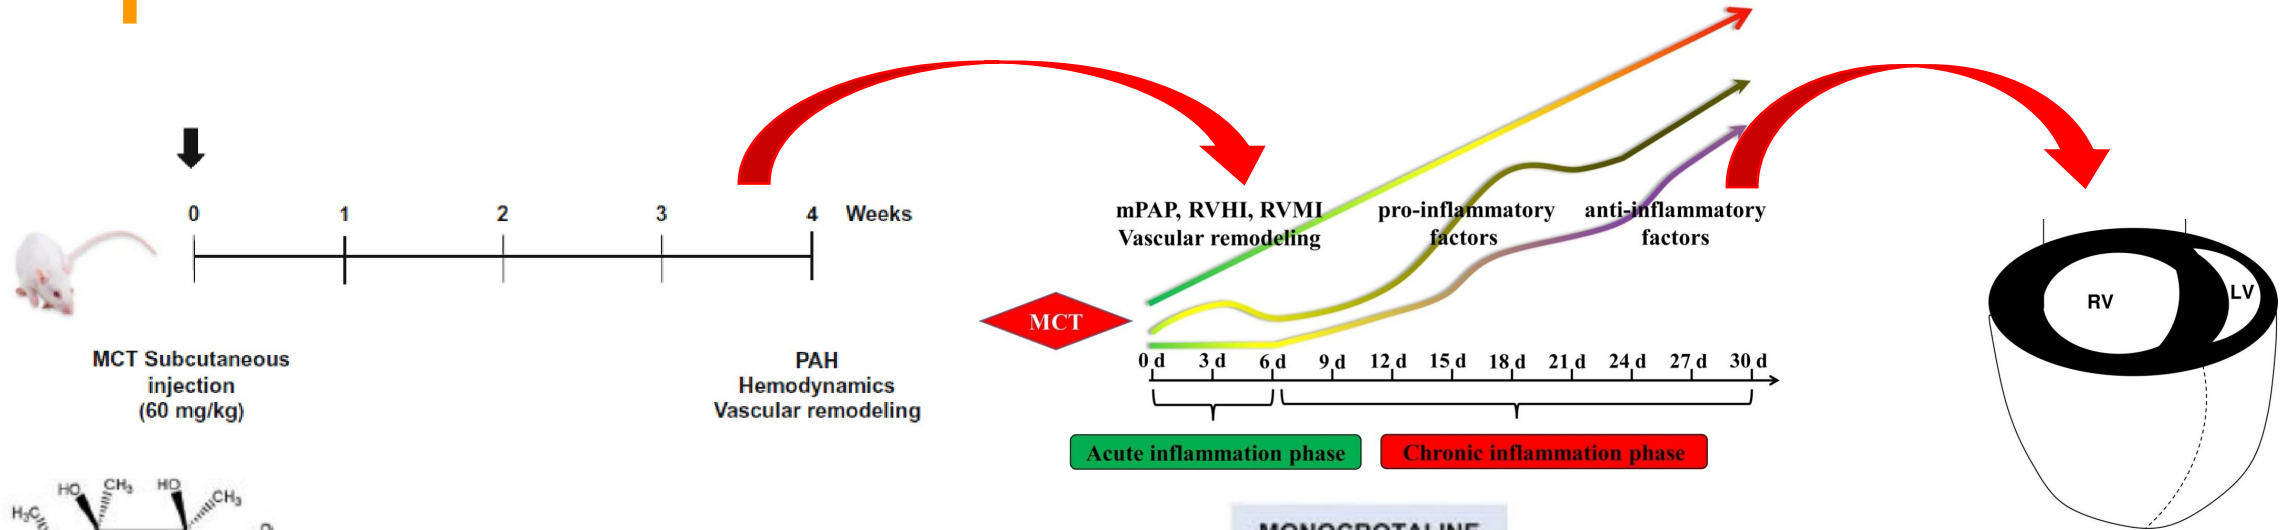 0 1 2 3 4 Weeks
MCT Subcutaneous
injection
(60 mg/kg)
PAH
Hemodynamics
Vascular remodeling
mPAP, RVHI, RVMI
Vascular remodeling
pro-inflammatory
factors
anti-inflammatory
factors
MCT
0 d 3 d 6 d 9 d 12 d 15 d 18 d 21 d 24 d 27 d 30 d
Acute inflammation phase
Chronic inflammation phase
RV
LV
HO CH₃ HO CH₃
H₃C
MONOCROTALINE